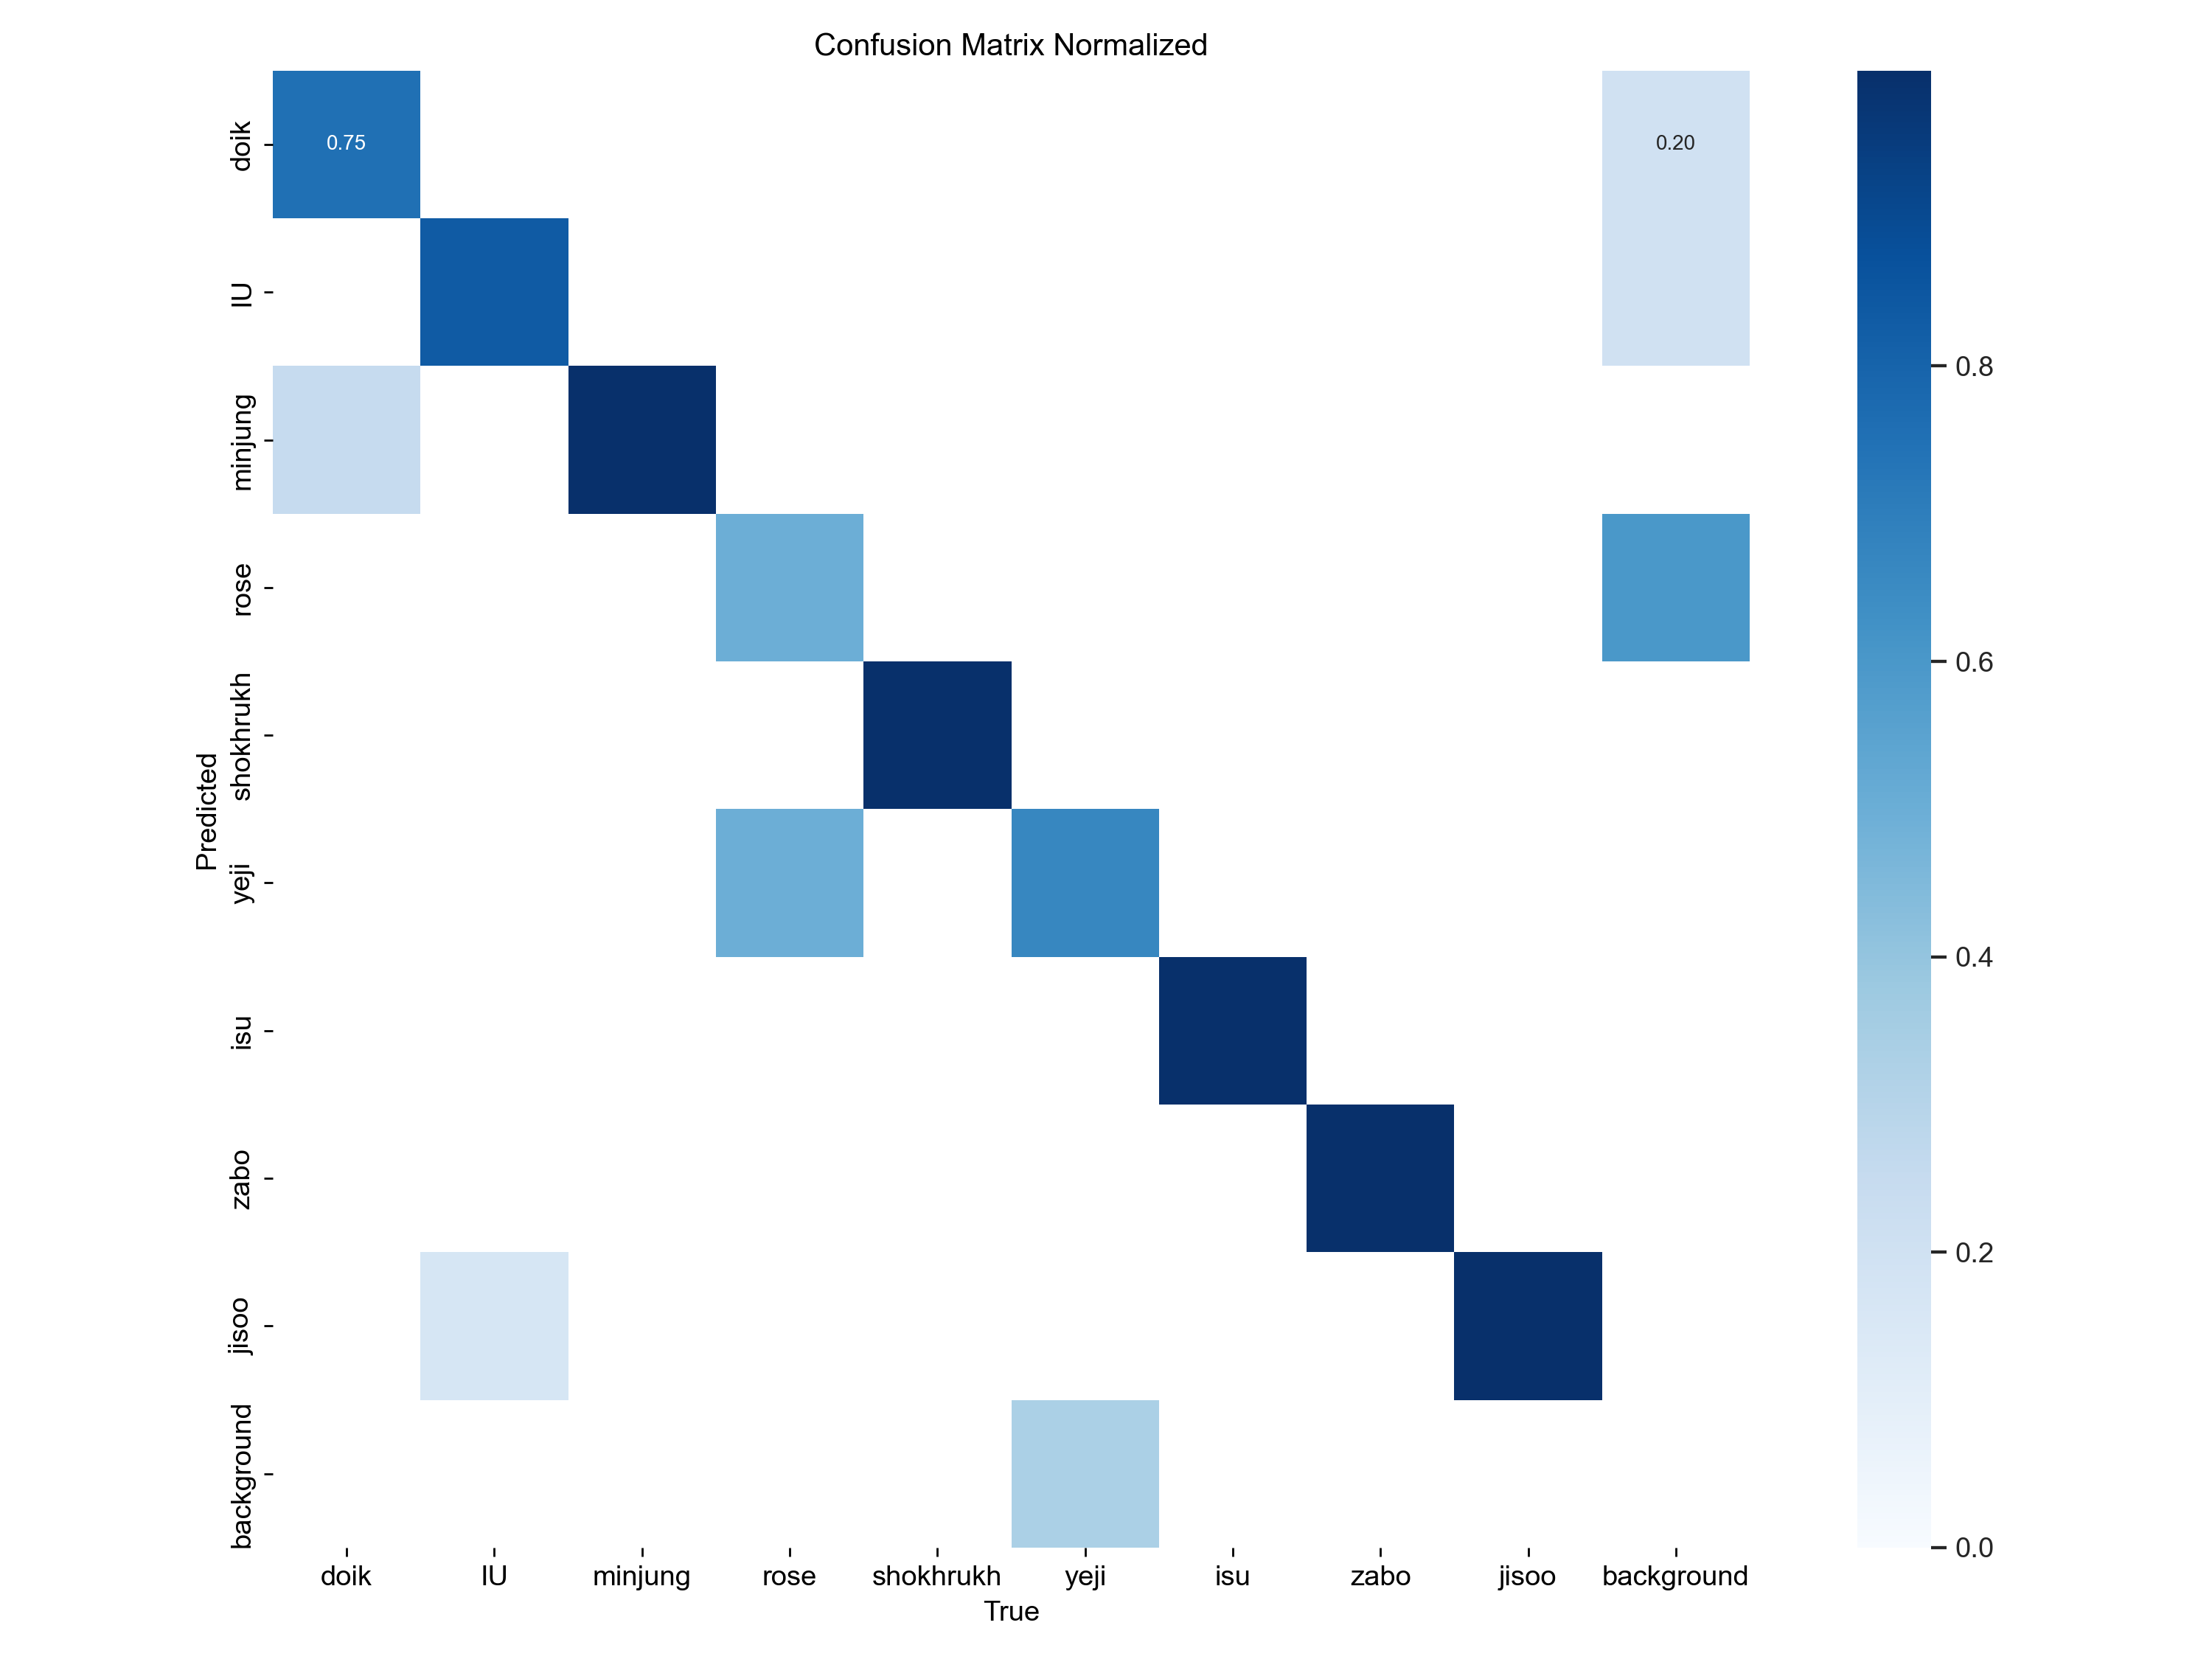 Confusion Matrix Normalized
doik
0.75
0.20
IU
0.8
minjung
rose
0.6
shokhrukh
Predicted
yeji
0.4
isu
zabo
0.2
jisoo
background
0.0
doik IU minjung rose shokhrukh yeji isu zabo jisoo background
True